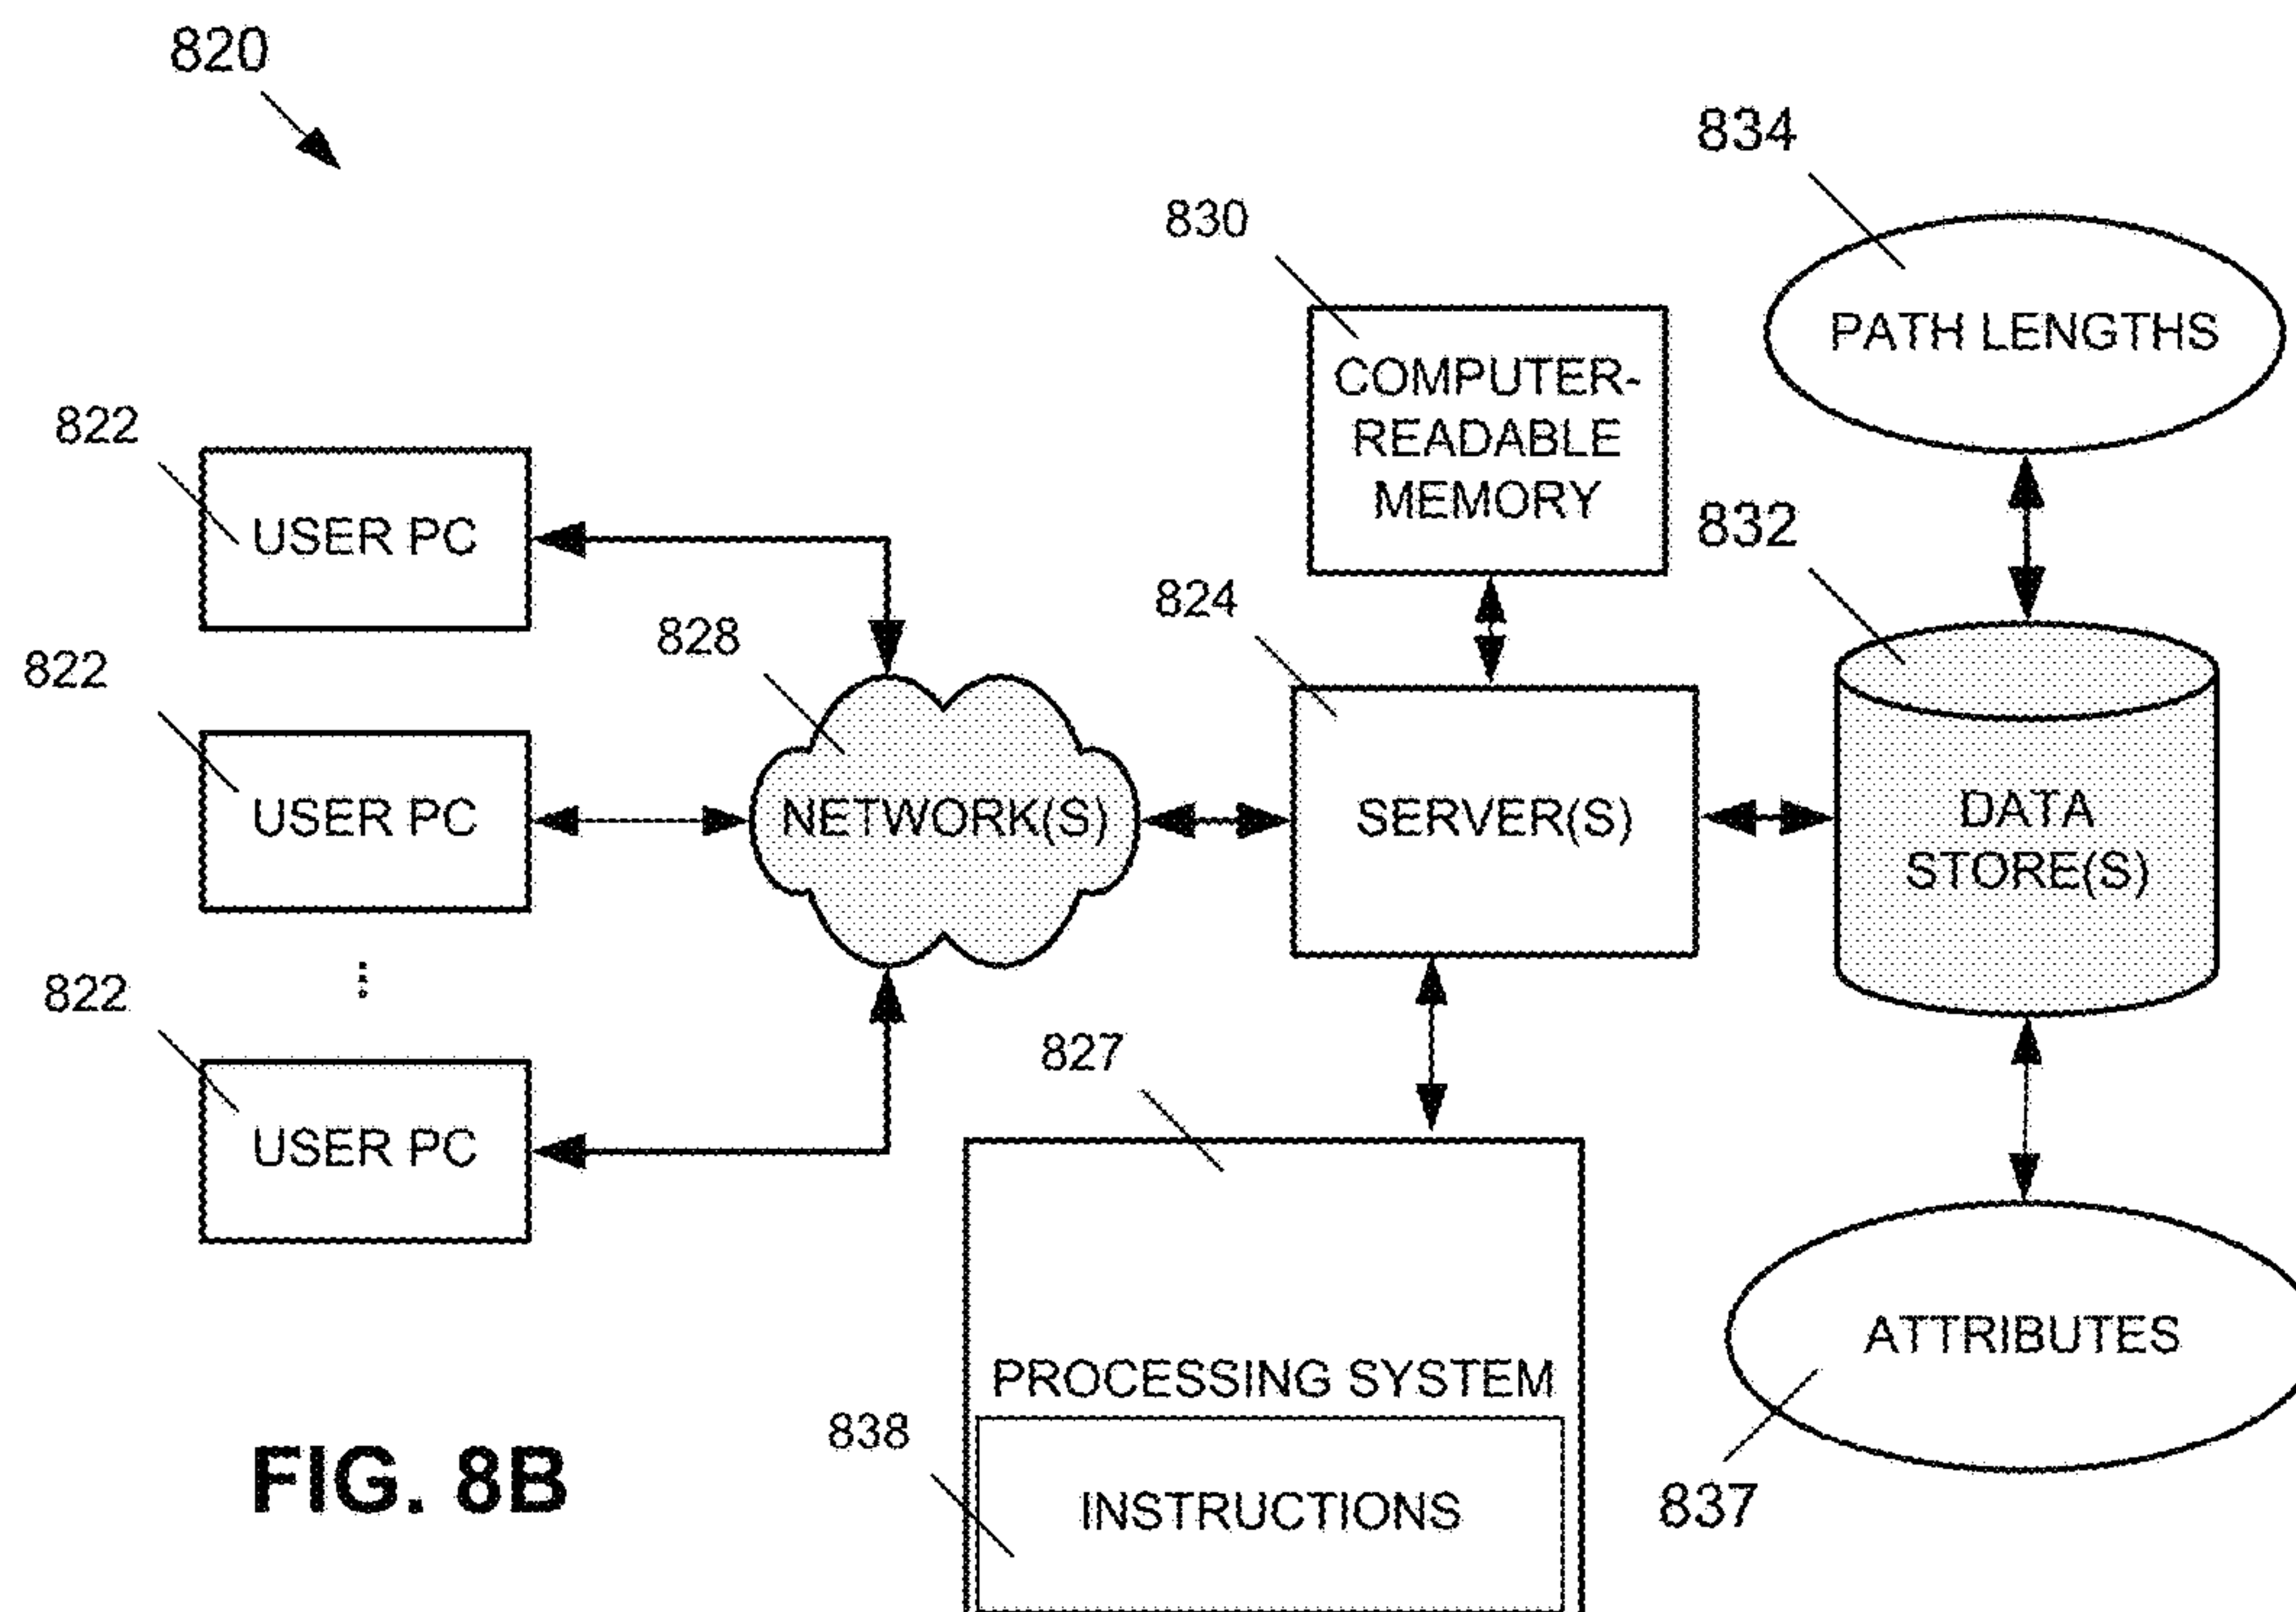 820
834
830
PATH LENGTHS
COMPUTER-
READABLE
MEMORY
822
USER PC
832
824
828
822
USER PC
NETWORK(S)
SERVER(S)
DATA
STORE(S)
822
⋮
827
USER PC
ATTRIBUTES
PROCESSING SYSTEM
838
INSTRUCTIONS
837
FIG. 8B